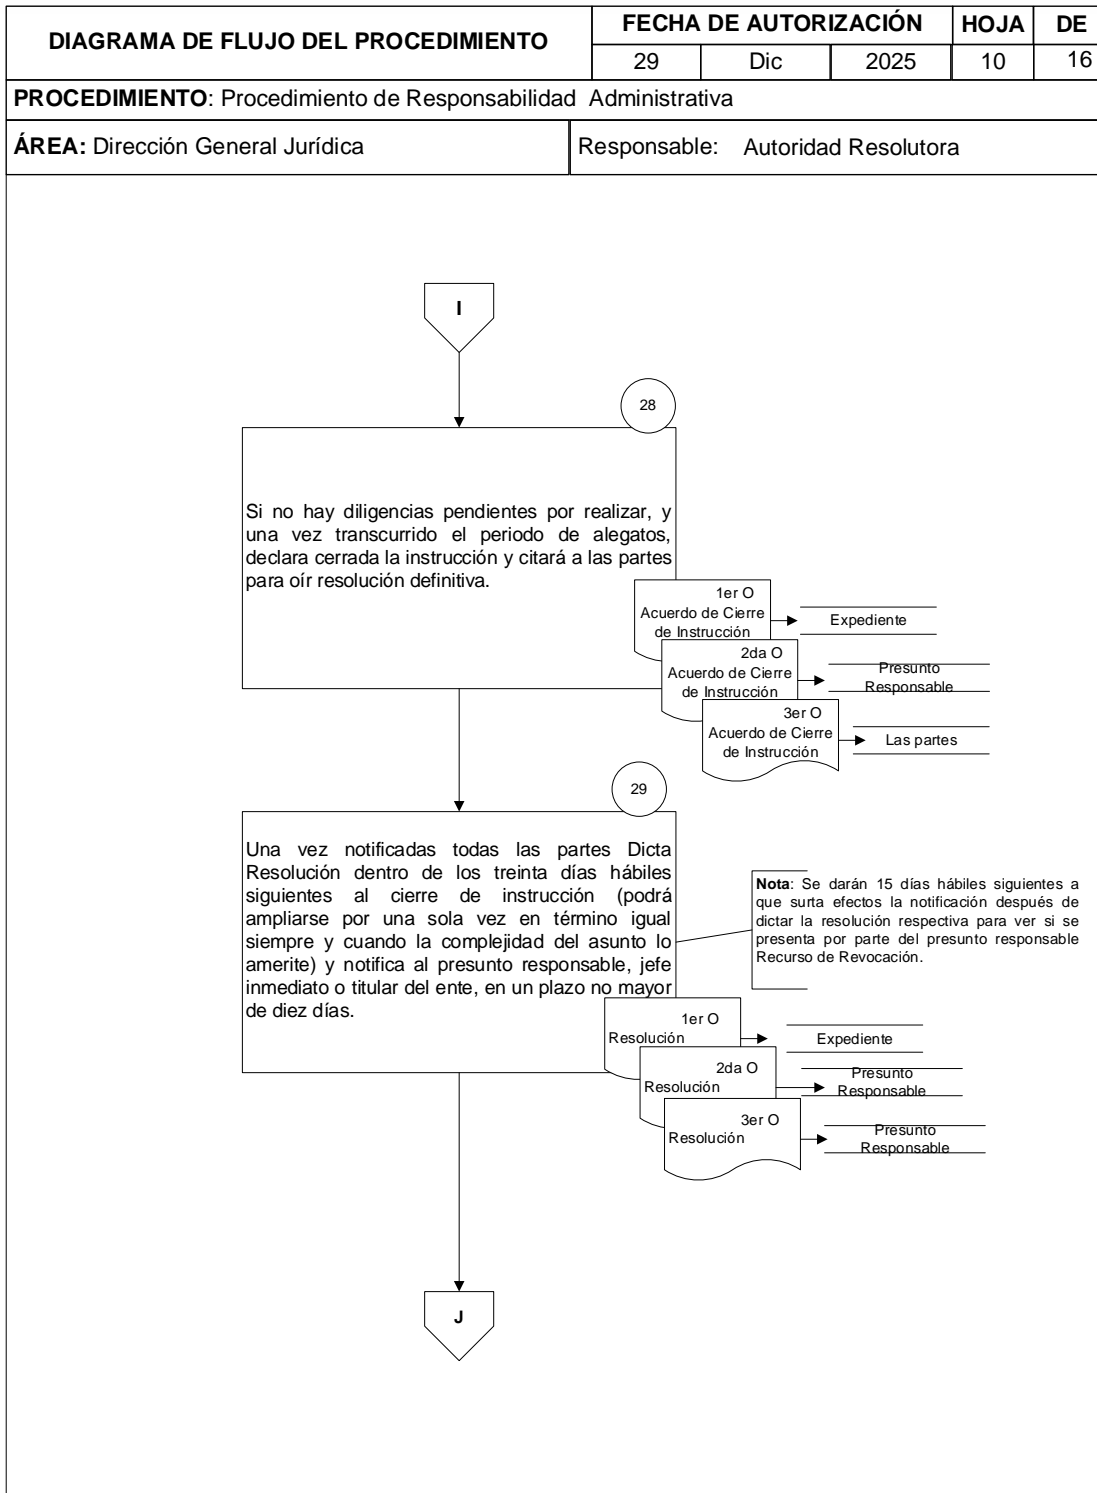 DIAGRAMA DE FLUJO DEL PROCEDIMIENTO
FECHA DE AUTORIZACIÓN
HOJA
DE
29
Dic
2025
10
16
PROCEDIMIENTO: Procedimiento de Responsabilidad Administrativa
ÁREA: Dirección General Jurídica
Responsable: Autoridad Resolutora
I
28
Si no hay diligencias pendientes por realizar, y
una vez transcurrido el periodo de alegatos,
declara cerrada la instrucción y citará a las partes
para oír resolución definitiva.
1er O
Acuerdo de Cierre
de Instrucción
Expediente
2da O
Acuerdo de Cierre
de Instrucción
Presunto
Responsable
3er O
Acuerdo de Cierre
de Instrucción
Las partes
29
Una vez notificadas todas las partes Dicta
Resolución dentro de los treinta días hábiles
siguientes al cierre de instrucción (podrá
ampliarse por una sola vez en término igual
siempre y cuando la complejidad del asunto lo
amerite) y notifica al presunto responsable, jefe
inmediato o titular del ente, en un plazo no mayor
de diez días.
Nota: Se darán 15 días hábiles siguientes a
que surta efectos la notificación después de
dictar la resolución respectiva para ver si se
presenta por parte del presunto responsable
Recurso de Revocación.
1er O
Resolución
Expediente
2da O
Resolución
Presunto
Responsable
3er O
Resolución
Presunto
Responsable
J